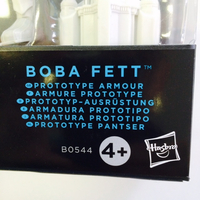 BOBA FETT™
PROTOTYPE ARMOUR
ARMURE PROTOTYPE
PROTOTYP-AUSRÜSTUNG
ARMADURA PROTOTIPO
ARMATURA PROTOTIPO
PROTOTYPE PANTSER
B0544 4+
Hasbro